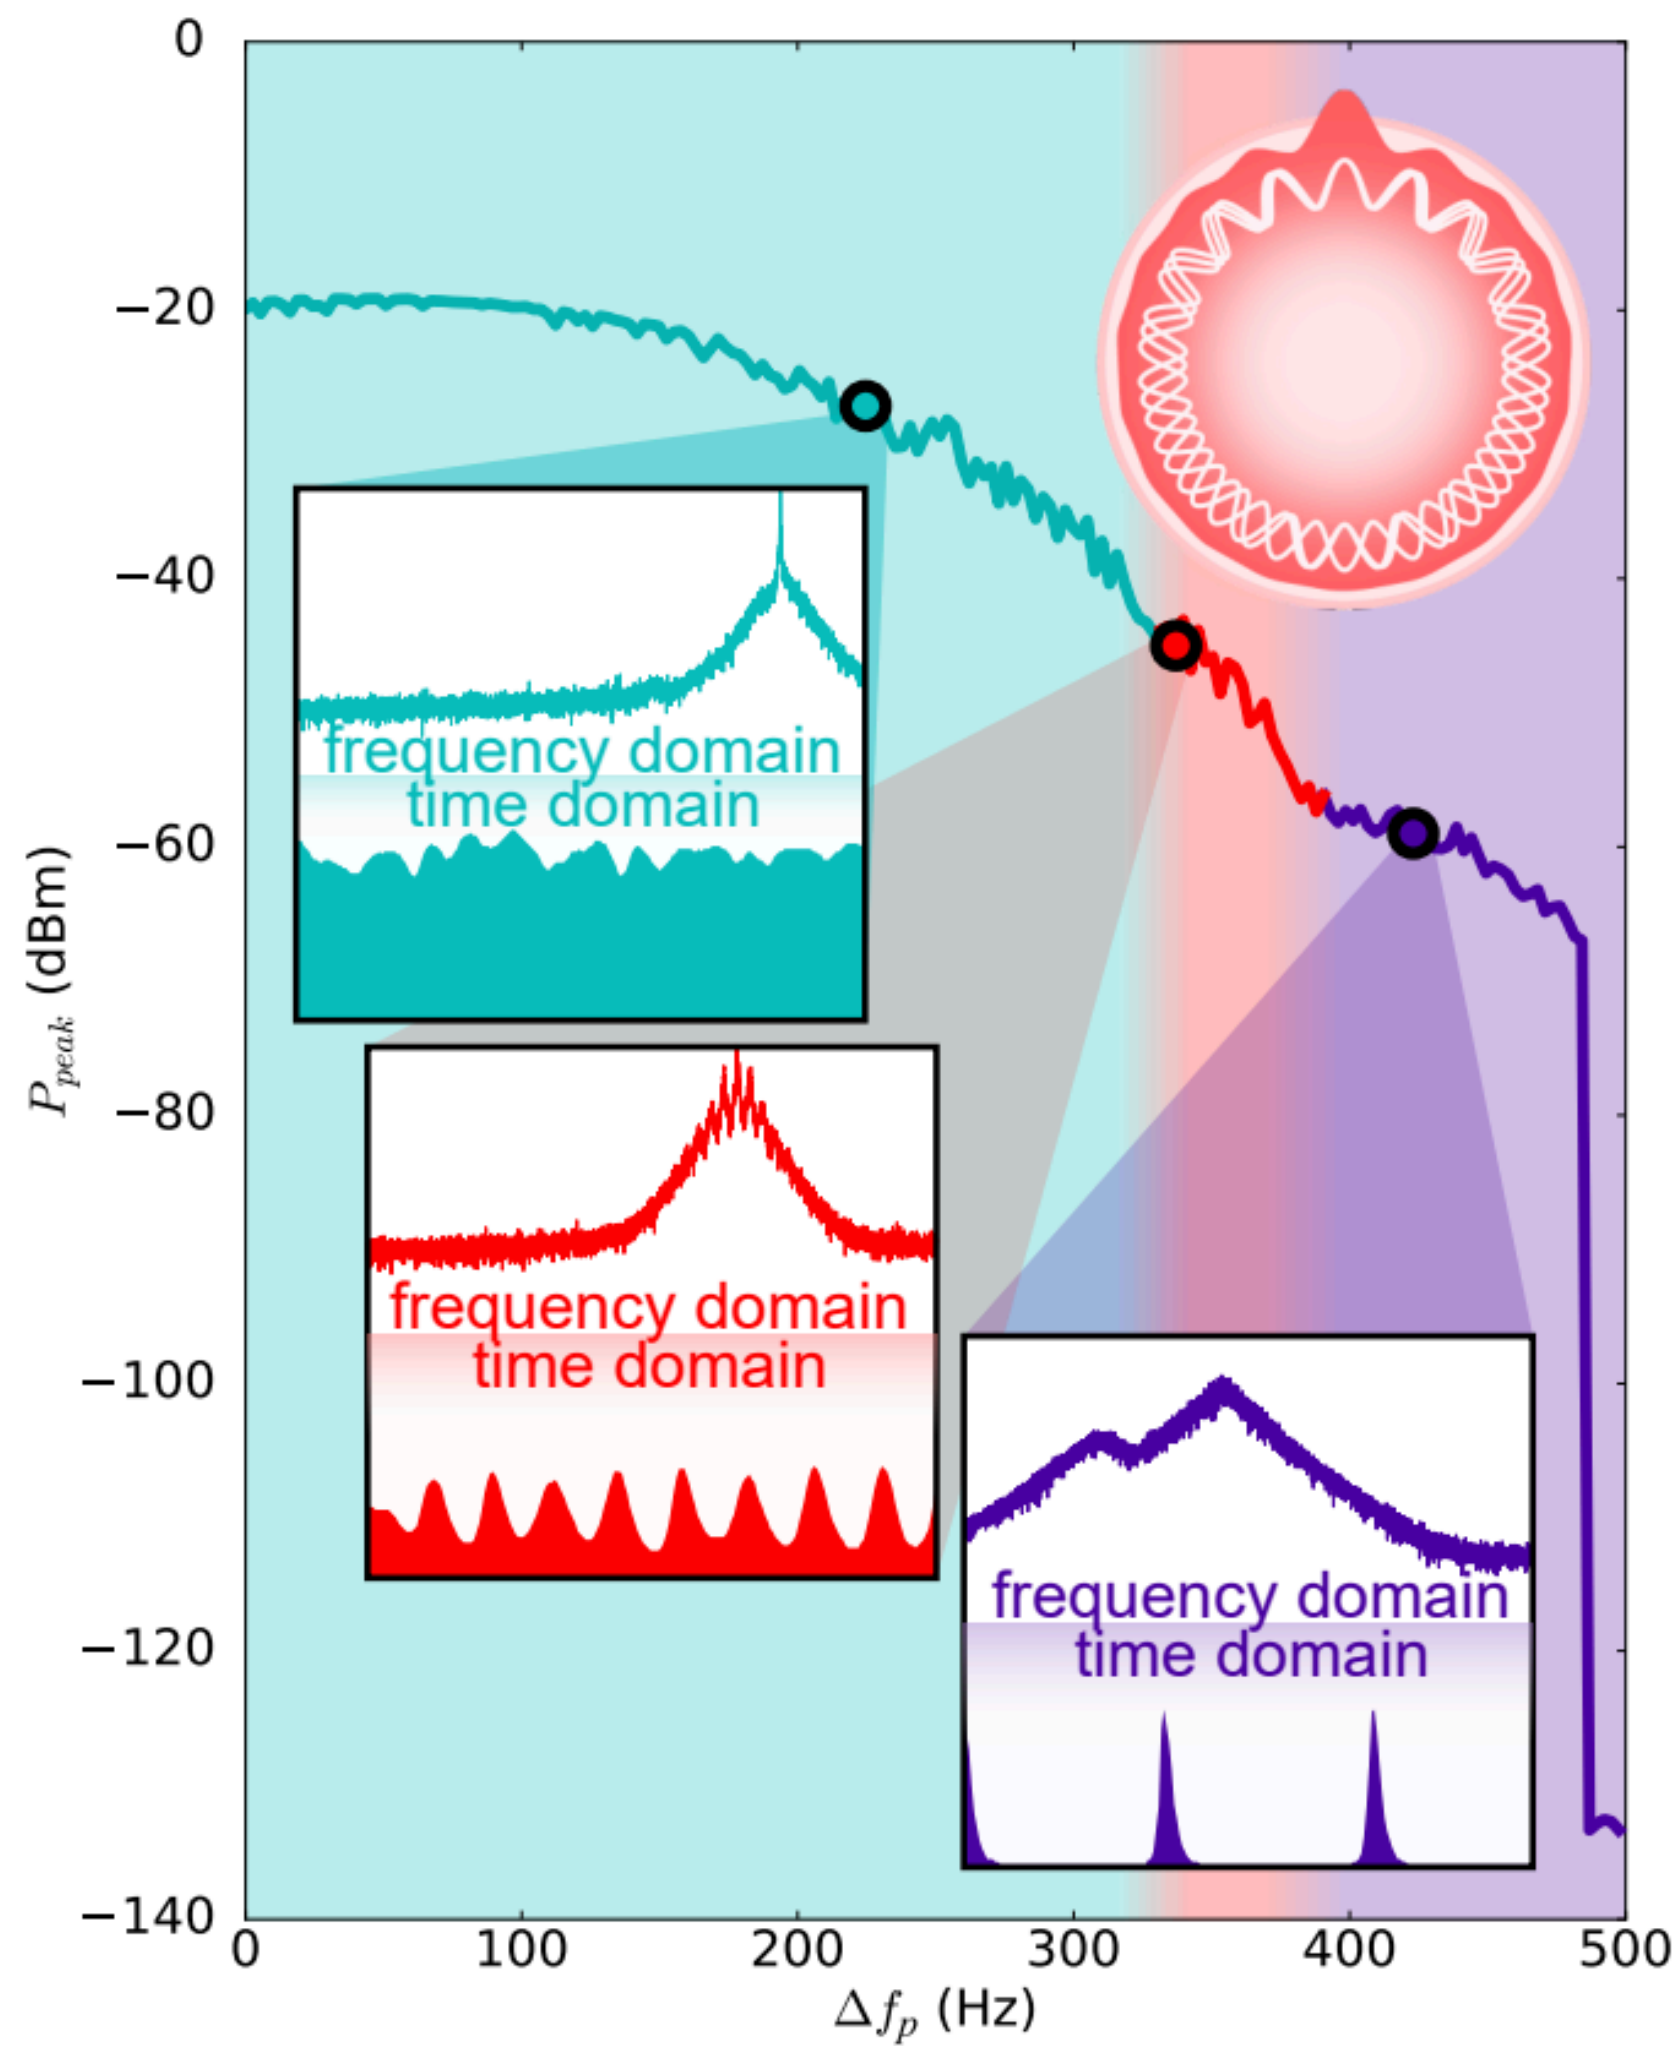 0
−20
−40
−60
−80
−100
−120
−140
P_peak (dBm)
frequency domain
time domain
frequency domain
time domain
frequency domain
time domain
0 100 200 300 400 500
Δf_p (Hz)